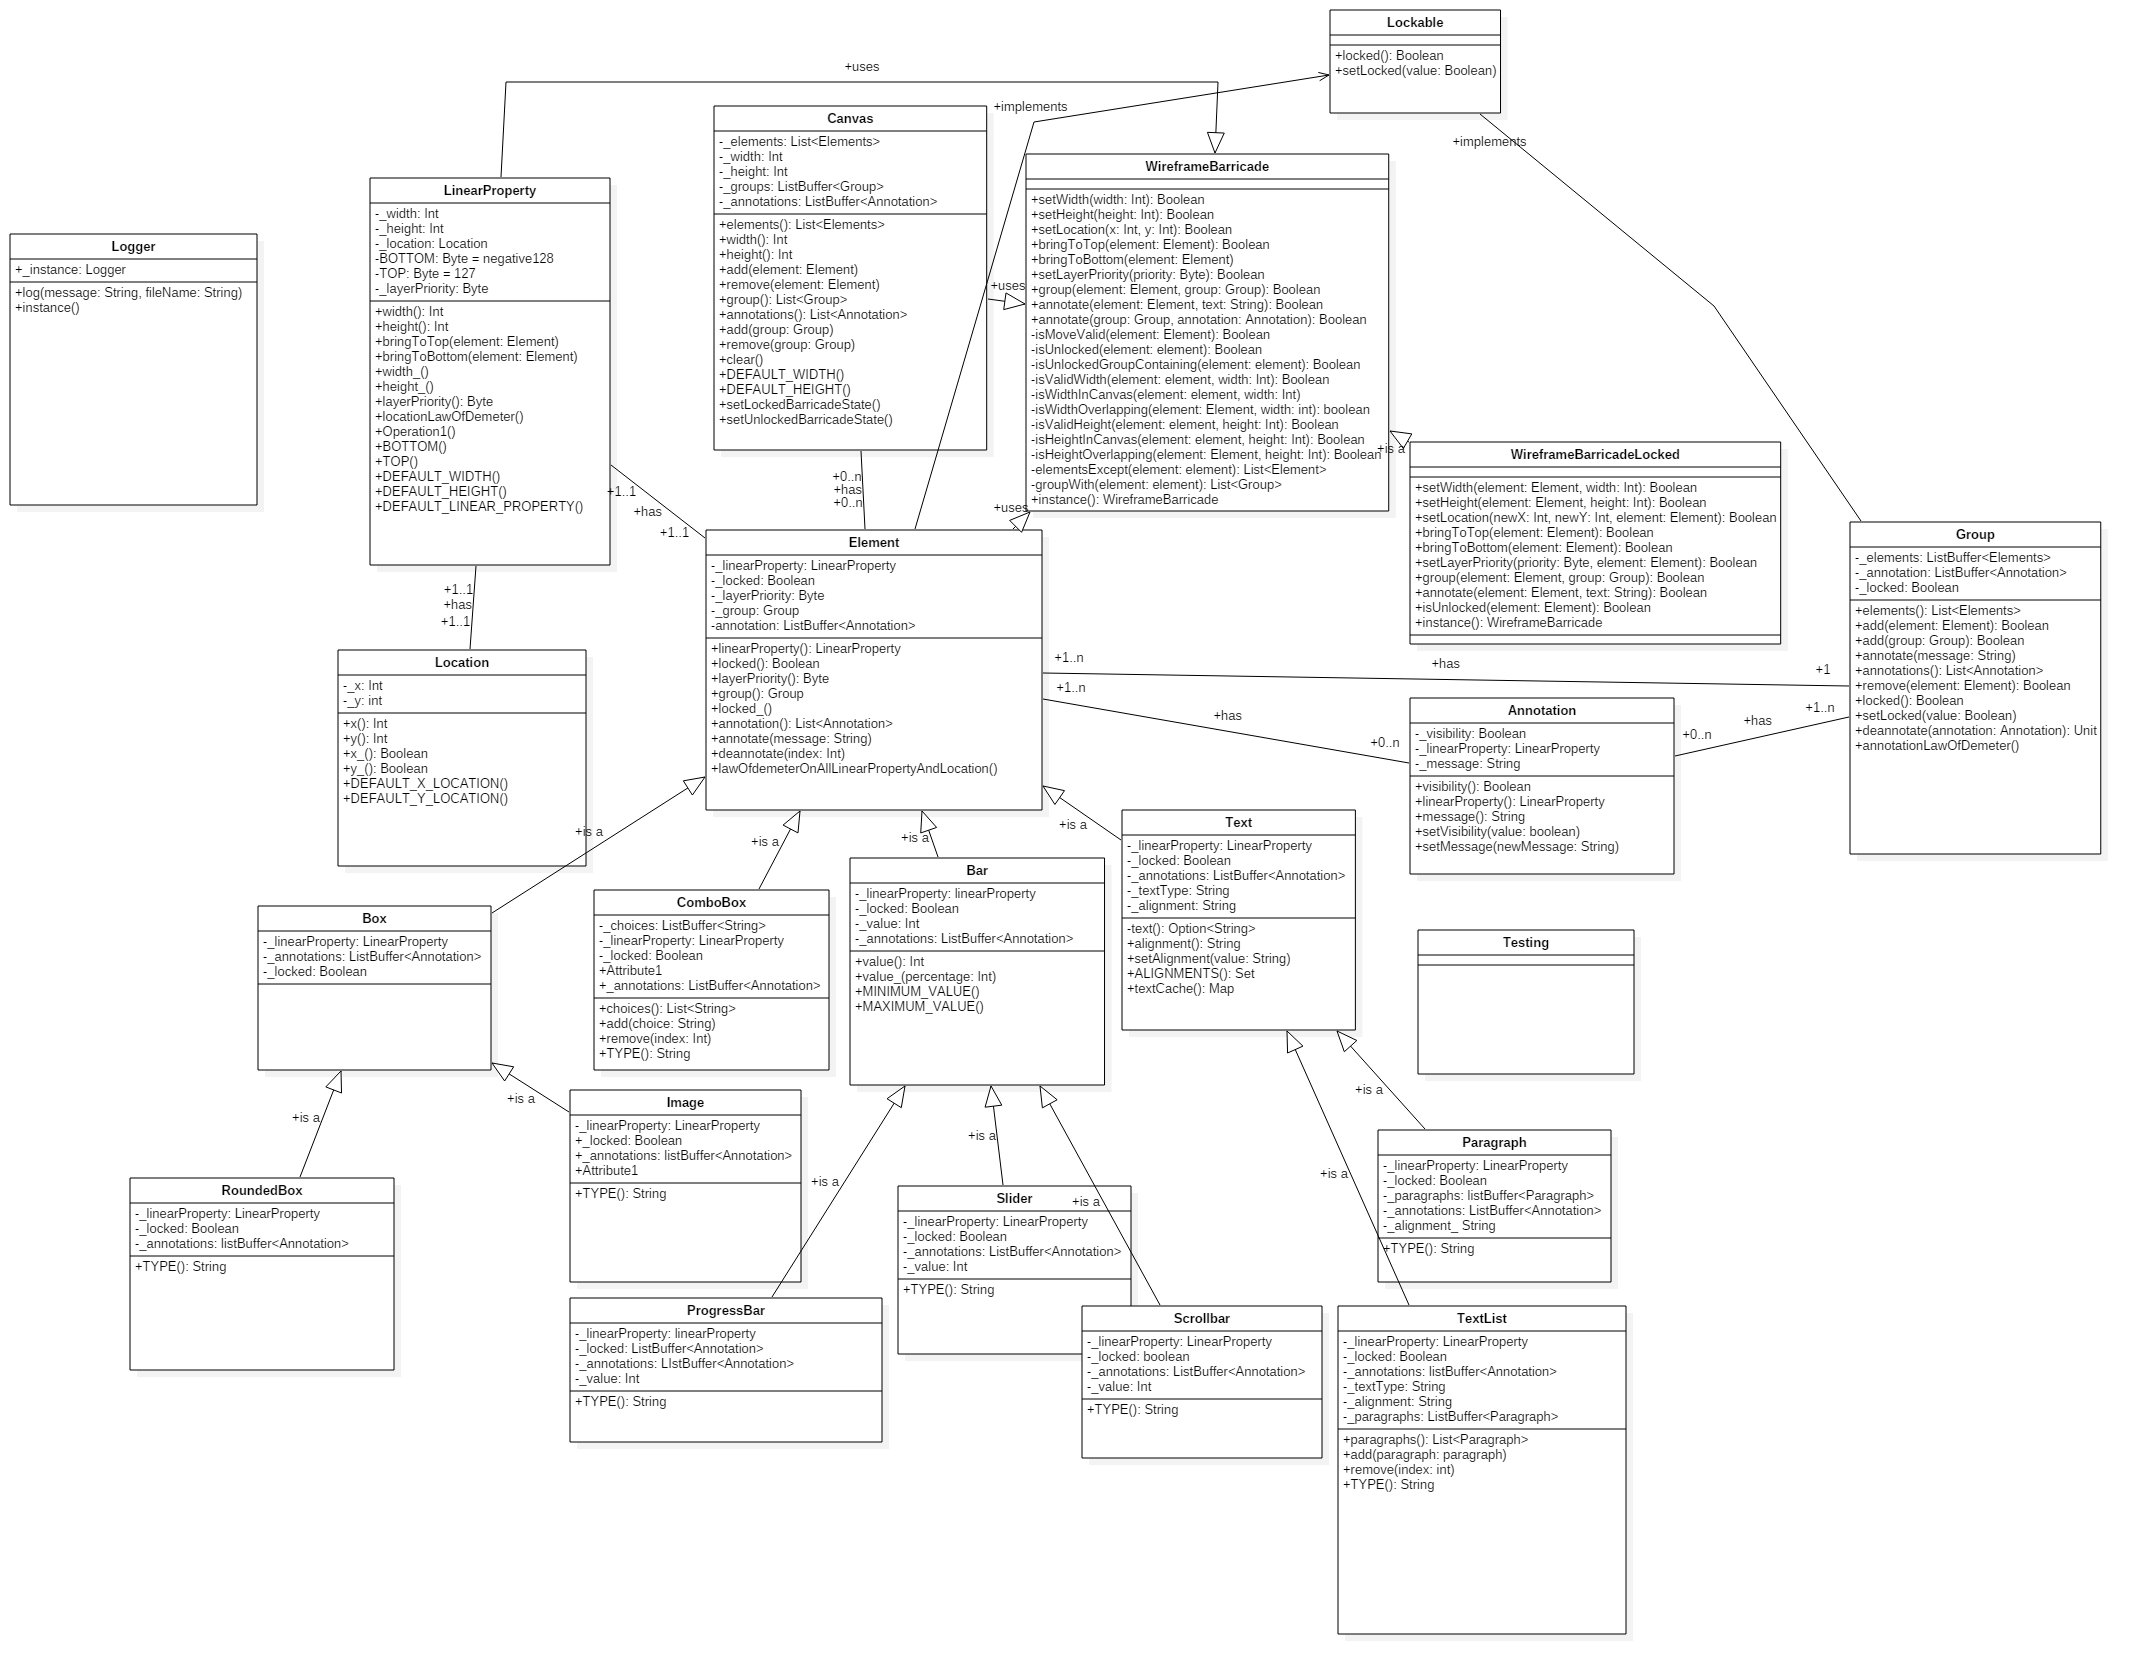 Lockable
+locked(): Boolean
+setLocked(value: Boolean)
+uses
+implements
+implements
Canvas
-_elements: List<Elements>
-_width: Int
-_height: Int
-_groups: ListBuffer<Group>
-_annotations: ListBuffer<Annotation>
+elements(): List<Elements>
+width(): Int
+height(): Int
+add(element: Element)
+remove(element: Element)
+group(): List<Group>
+annotations(): List<Annotation>
+add(group: Group)
+remove(group: Group)
+clear()
+DEFAULT_WIDTH()
+DEFAULT_HEIGHT()
+setLockedBarricadeState()
+setUnlockedBarricadeState()
+uses
WireframeBarricade
+setWidth(width: Int): Boolean
+setHeight(height: Int): Boolean
+setLocation(x: Int, y: Int): Boolean
+bringToTop(element: Element): Boolean
+bringToBottom(element: Element)
+setLayerPriority(priority: Byte): Boolean
+group(element: Element, group: Group): Boolean
+annotate(element: Element, text: String): Boolean
+annotate(group: Group, annotation: Annotation): Boolean
-isMoveValid(element: Element): Boolean
-isUnlocked(element: element): Boolean
-isUnlockedGroupContaining(element: element): Boolean
-isValidWidth(element: element, width: Int): Boolean
-isWidthInCanvas(element: element, width: Int)
-isWidthOverlapping(element: Element, width: int): boolean
-isValidHeight(element: element, height: Int): Boolean
-isHeightInCanvas(element: element, height: Int): Boolean
-isHeightOverlapping(element: Element, height: Int): Boolean
-elementsExcept(element: element): List<Element>
-groupWith(element: element): List<Group>
+instance(): WireframeBarricade
LinearProperty
-_width: Int
-_height: Int
-_location: Location
-BOTTOM: Byte = negative128
-TOP: Byte = 127
-_layerPriority: Byte
+width(): Int
+height(): Int
+bringToTop(element: Element)
+bringToBottom(element: Element)
+width_()
+height_()
+layerPriority(): Byte
+locationLawOfDemeter()
+Operation1()
+BOTTOM()
+TOP()
+DEFAULT_WIDTH()
+DEFAULT_HEIGHT()
+DEFAULT_LINEAR_PROPERTY()
Logger
+_instance: Logger
+log(message: String, fileName: String)
+instance()
+is a
WireframeBarricadeLocked
+setWidth(element: Element, width: Int): Boolean
+setHeight(element: Element, height: Int): Boolean
+setLocation(newX: Int, newY: Int, element: Element): Boolean
+bringToTop(element: Element): Boolean
+bringToBottom(element: Element): Boolean
+setLayerPriority(priority: Byte, element: Element): Boolean
+group(element: Element, group: Group): Boolean
+annotate(element: Element, text: String): Boolean
+isUnlocked(element: Element): Boolean
+instance(): WireframeBarricade
+1..1
+has
+1..1
+0..n
+has
+0..n
+uses
Element
-_linearProperty: LinearProperty
-_locked: Boolean
-_layerPriority: Byte
-_group: Group
-annotation: ListBuffer<Annotation>
+linearProperty(): LinearProperty
+locked(): Boolean
+layerPriority(): Byte
+group(): Group
+locked_()
+annotation(): List<Annotation>
+annotate(message: String)
+deannotate(index: Int)
+lawOfdemeterOnAllLinearPropertyAndLocation()
Group
-_elements: ListBuffer<Elements>
-_annotation: ListBuffer<Annotation>
-_locked: Boolean
+elements(): List<Elements>
+add(element: Element): Boolean
+add(group: Group): Boolean
+annotate(message: String)
+annotations(): List<Annotation>
+remove(element: Element): Boolean
+locked(): Boolean
+setLocked(value: Boolean)
+deannotate(annotation: Annotation): Unit
+annotationLawOfDemeter()
+1..1
+has
+1..1
Location
-_x: Int
-_y: int
+x(): Int
+y(): Int
+x_(): Boolean
+y_(): Boolean
+DEFAULT_X_LOCATION()
+DEFAULT_Y_LOCATION()
+1..n
+has
+1
+1..n
+has
+0..n
+0..n
+has
+1..n
Annotation
-_visibility: Boolean
-_linearProperty: LinearProperty
-_message: String
+visibility(): Boolean
+linearProperty(): LinearProperty
+message(): String
+setVisibility(value: boolean)
+setMessage(newMessage: String)
+is a
+is a
+is a
+is a
Box
-_linearProperty: LinearProperty
-_annotations: ListBuffer<Annotation>
-_locked: Boolean
ComboBox
-_choices: ListBuffer<String>
-_linearProperty: LinearProperty
-_locked: Boolean
+Attribute1
+_annotations: ListBuffer<Annotation>
+choices(): List<String>
+add(choice: String)
+remove(index: Int)
+TYPE(): String
Bar
-_linearProperty: linearProperty
-_locked: Boolean
-_value: Int
-_annotations: ListBuffer<Annotation>
+value(): Int
+value_(percentage: Int)
+MINIMUM_VALUE()
+MAXIMUM_VALUE()
Text
-_linearProperty: LinearProperty
-_locked: Boolean
-_annotations: ListBuffer<Annotation>
-_textType: String
-_alignment: String
-text(): Option<String>
+alignment(): String
+setAlignment(value: String)
+ALIGNMENTS(): Set
+textCache(): Map
Testing
+is a
+is a
+is a
+is a
+is a
+is a
+is a
Image
-_linearProperty: LinearProperty
+_locked: Boolean
+_annotations: listBuffer<Annotation>
+Attribute1
+TYPE(): String
RoundedBox
-_linearProperty: LinearProperty
-_locked: Boolean
-_annotations: listBuffer<Annotation>
+TYPE(): String
Slider
-_linearProperty: LinearProperty
-_locked: Boolean
-_annotations: ListBuffer<Annotation>
-_value: Int
+TYPE(): String
Paragraph
-_linearProperty: LinearProperty
-_locked: Boolean
-_paragraphs: listBuffer<Paragraph>
-_annotations: ListBuffer<Annotation>
-_alignment_ String
+TYPE(): String
ProgressBar
-_linearProperty: linearProperty
-_locked: ListBuffer<Annotation>
-_annotations: LIstBuffer<Annotation>
-_value: Int
+TYPE(): String
Scrollbar
-_linearProperty: LinearProperty
-_locked: boolean
-_annotations: ListBuffer<Annotation>
-_value: Int
+TYPE(): String
TextList
-_linearProperty: LinearProperty
-_locked: Boolean
-_annotations: listBuffer<Annotation>
-_textType: String
-_alignment: String
-_paragraphs: ListBuffer<Paragraph>
+paragraphs(): List<Paragraph>
+add(paragraph: paragraph)
+remove(index: int)
+TYPE(): String